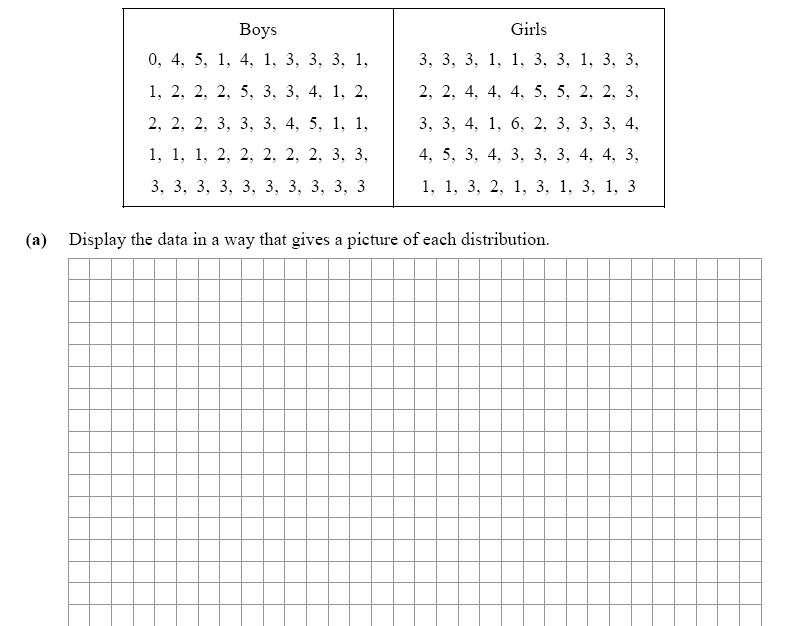 Boys
0, 4, 5, 1, 4, 1, 3, 3, 3, 1,
1, 2, 2, 2, 5, 3, 3, 4, 1, 2,
2, 2, 2, 3, 3, 3, 4, 5, 1, 1,
1, 1, 1, 2, 2, 2, 2, 2, 3, 3,
3, 3, 3, 3, 3, 3, 3, 3, 3, 3
Girls
3, 3, 3, 1, 1, 3, 3, 1, 3, 3,
2, 2, 4, 4, 4, 5, 5, 2, 2, 3,
3, 3, 4, 1, 6, 2, 3, 3, 3, 4,
4, 5, 3, 4, 3, 3, 3, 4, 4, 3,
1, 1, 3, 2, 1, 3, 1, 3, 1, 3
(a) Display the data in a way that gives a picture of each distribution.